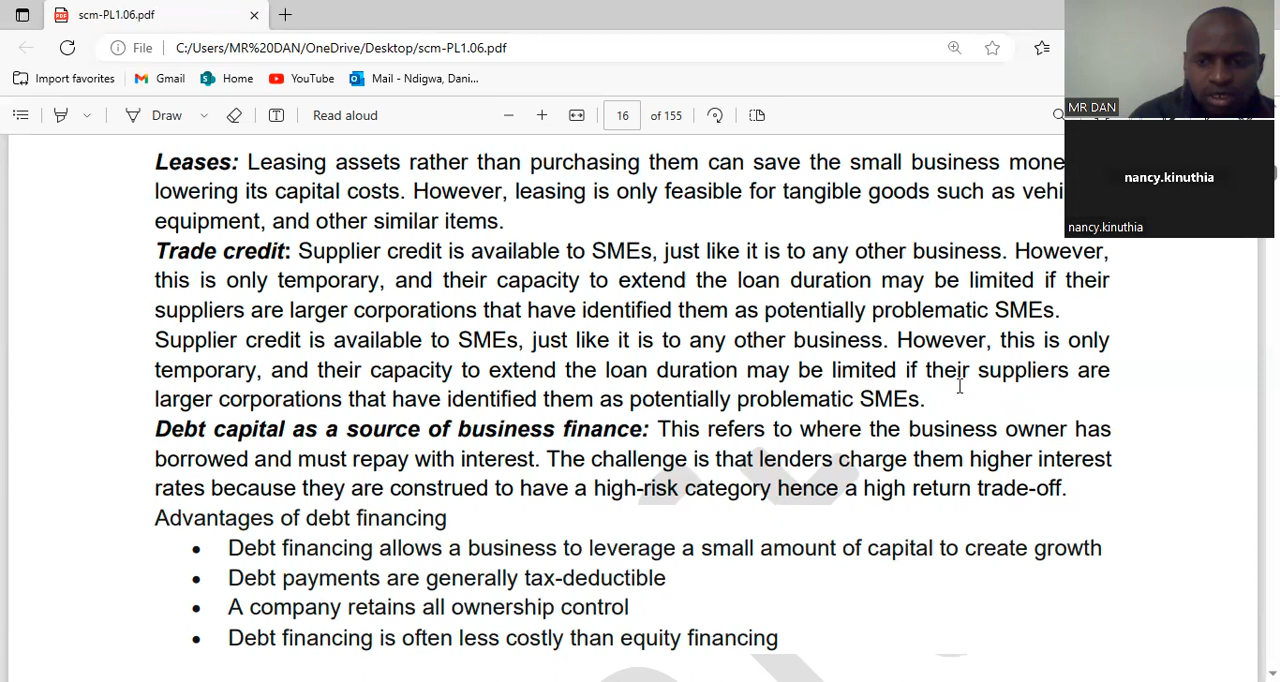 scm-PL1.06.pdf
File C:/Users/MR%20DAN/OneDrive/Desktop/scm-PL1.06.pdf
Import favorites Gmail Home YouTube Mail - Ndigwa, Dani...
Draw Read aloud 16 of 155
MR DAN
nancy.kinuthia
nancy.kinuthia
Leases: Leasing assets rather than purchasing them can save the small business mone
lowering its capital costs. However, leasing is only feasible for tangible goods such as vehi
equipment, and other similar items.
Trade credit: Supplier credit is available to SMEs, just like it is to any other business. However,
this is only temporary, and their capacity to extend the loan duration may be limited if their
suppliers are larger corporations that have identified them as potentially problematic SMEs.
Supplier credit is available to SMEs, just like it is to any other business. However, this is only
temporary, and their capacity to extend the loan duration may be limited if their suppliers are
larger corporations that have identified them as potentially problematic SMEs.
Debt capital as a source of business finance: This refers to where the business owner has
borrowed and must repay with interest. The challenge is that lenders charge them higher interest
rates because they are construed to have a high-risk category hence a high return trade-off.
Advantages of debt financing
• Debt financing allows a business to leverage a small amount of capital to create growth
• Debt payments are generally tax-deductible
• A company retains all ownership control
• Debt financing is often less costly than equity financing